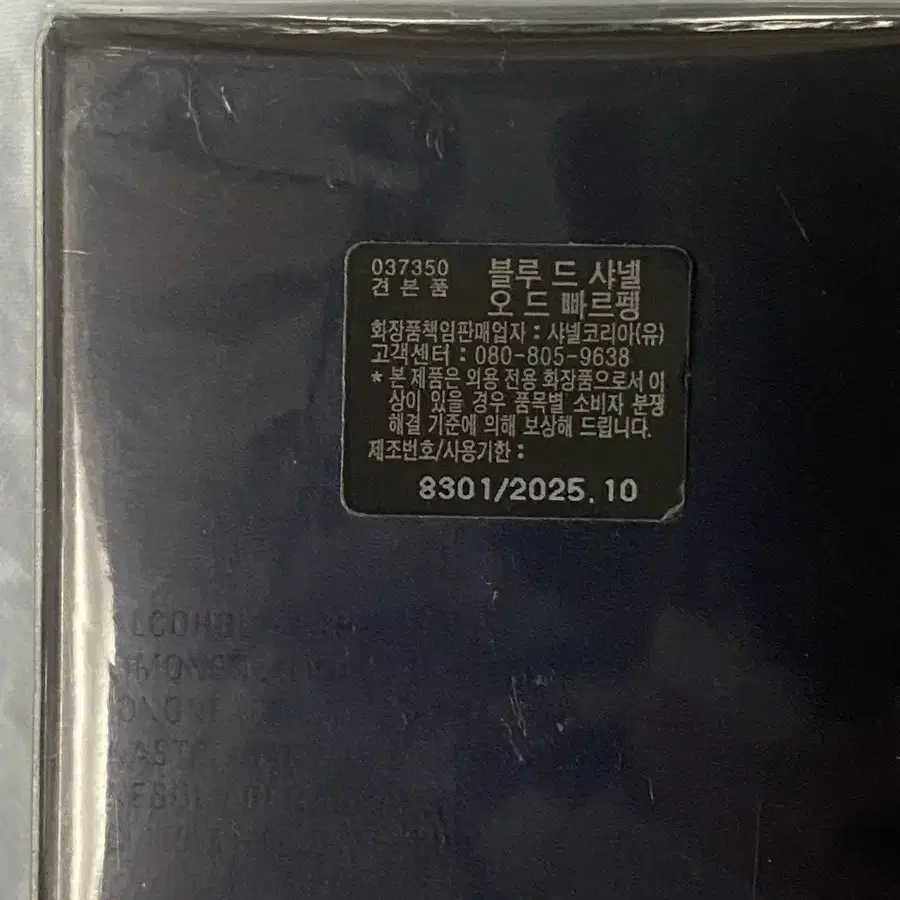 037350
견 본 품
블루 드 샤넬
오 드 빠르펭
화장품책임판매업자 : 샤넬코리아(유)
고객센터 : 080-805-9638
* 본 제품은 외용 전용 화장품으로서 이
상이 있을 경우 품목별 소비자 분쟁
해결 기준에 의해 보상해 드립니다.
제조번호/사용기한 :
8301/2025.10